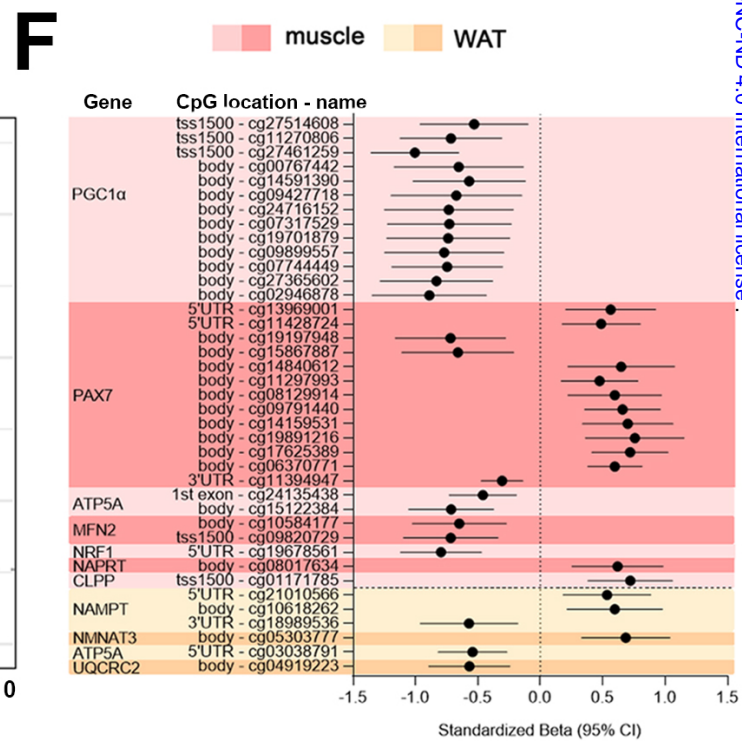 F
muscle
WAT
Gene
CpG location - name
PGC1α
tss1500 - cg27514608
tss1500 - cg11270806
tss1500 - cg27461259
body - cg00767442
body - cg14591390
body - cg09427718
body - cg24716152
body - cg07317529
body - cg19701879
body - cg09899557
body - cg07744449
body - cg27365602
body - cg02946878
PAX7
5'UTR - cg13969001
5'UTR - cg11428724
body - cg19197948
body - cg15867887
body - cg14840612
body - cg11297993
body - cg08129914
body - cg09791440
body - cg14159531
body - cg19891216
body - cg17625389
body - cg06370771
3'UTR - cg11394947
ATP5A
1st exon - cg24135438
body - cg15122384
MFN2
body - cg10584177
tss1500 - cg09820729
NRF1
5'UTR - cg19678561
NAPRT
body - cg08017634
CLPP
tss1500 - cg01171785
NAMPT
5'UTR - cg21010566
body - cg10618262
3'UTR - cg18989536
NMNAT3
body - cg05303777
ATP5A
5'UTR - cg03038791
UQCRC2
body - cg04919223
-1.5 -1.0 -0.5 0.0 0.5 1.0 1.5
Standardized Beta (95% CI)
0
NC-ND 4.0 International license.